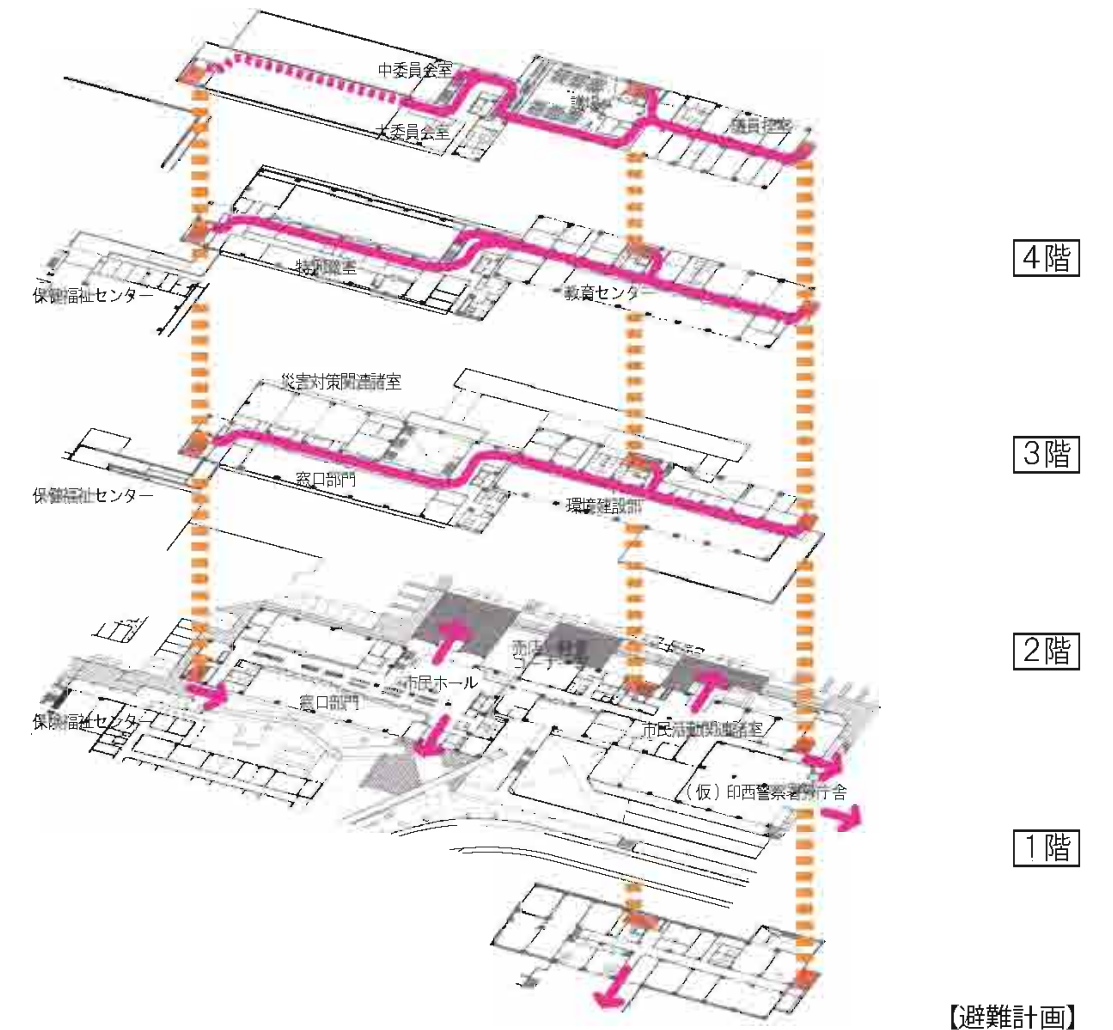 中委員会室
議場
大委員会室
議員控室
4階
特別職室
保健福祉センター
教育センター
3階
災害対策関連諸室
窓口部門
保健福祉センター
環境建設部
2階
市民ホール
窓口部門
保健福祉センター
市民活動関連諸室
(仮)印西警察署分庁舎
1階
【避難計画】